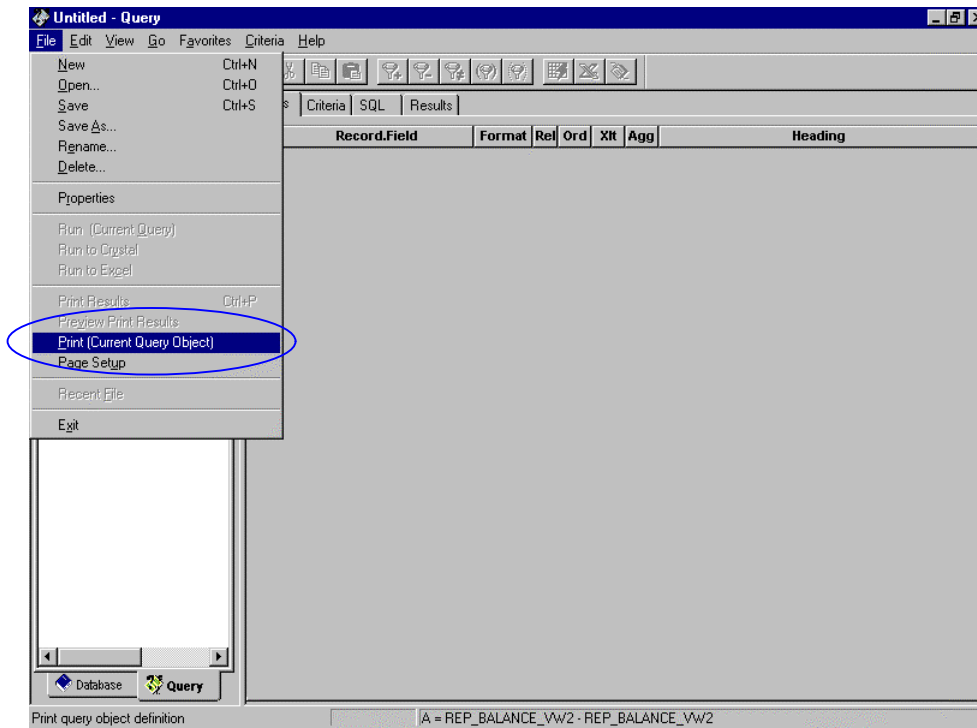 Untitled - Query
File Edit View Go Favorites Criteria Help
New Ctrl+N
Open... Ctrl+O
Save Ctrl+S
Save As...
Rename...
Delete...
Properties
Run (Current Query)
Run to Crystal
Run to Excel
Print Results Ctrl+P
Preview Print Results
Print (Current Query Object)
Page Setup
Recent File
Exit
s Criteria SQL Results
Record.Field Format Rel Ord Xlt Agg Heading
Database Query
Print query object definition A = REP_BALANCE_VW2 - REP_BALANCE_VW2